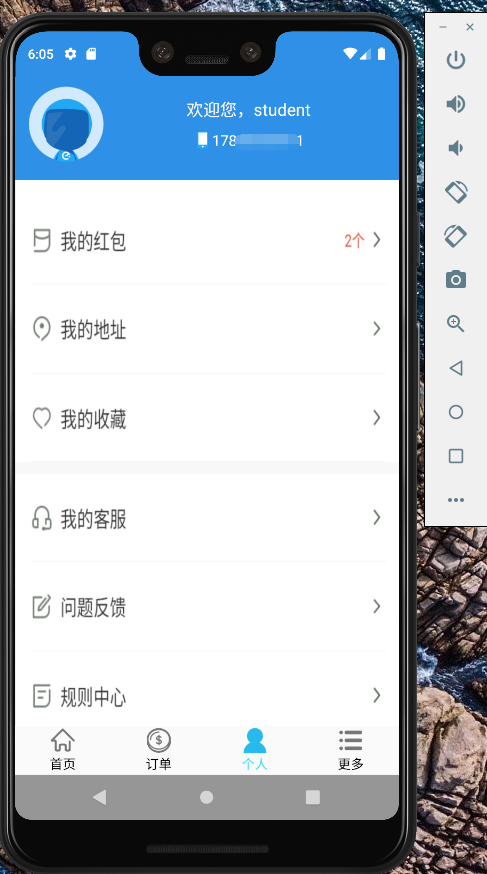 6:05
欢迎您，student
178 1
我的红包 2个
我的地址
我的收藏
我的客服
问题反馈
规则中心
首页 订单 个人 更多